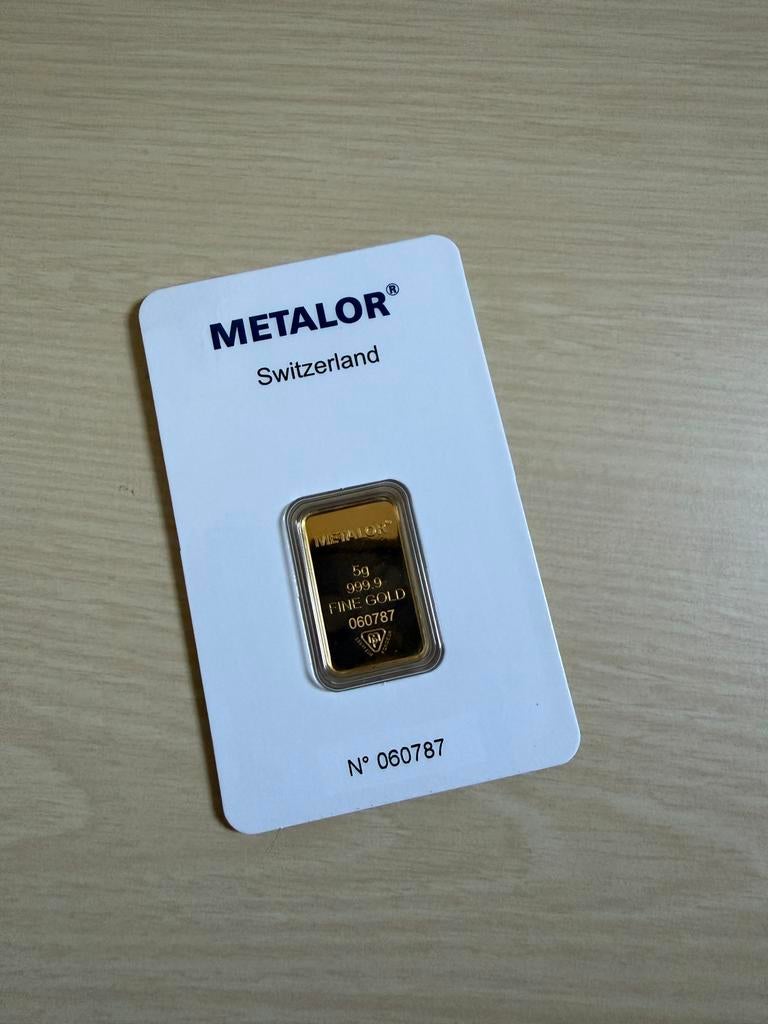 METALOR®
Switzerland
METALOR®
5g
999.9
FINE GOLD
060787
N° 060787